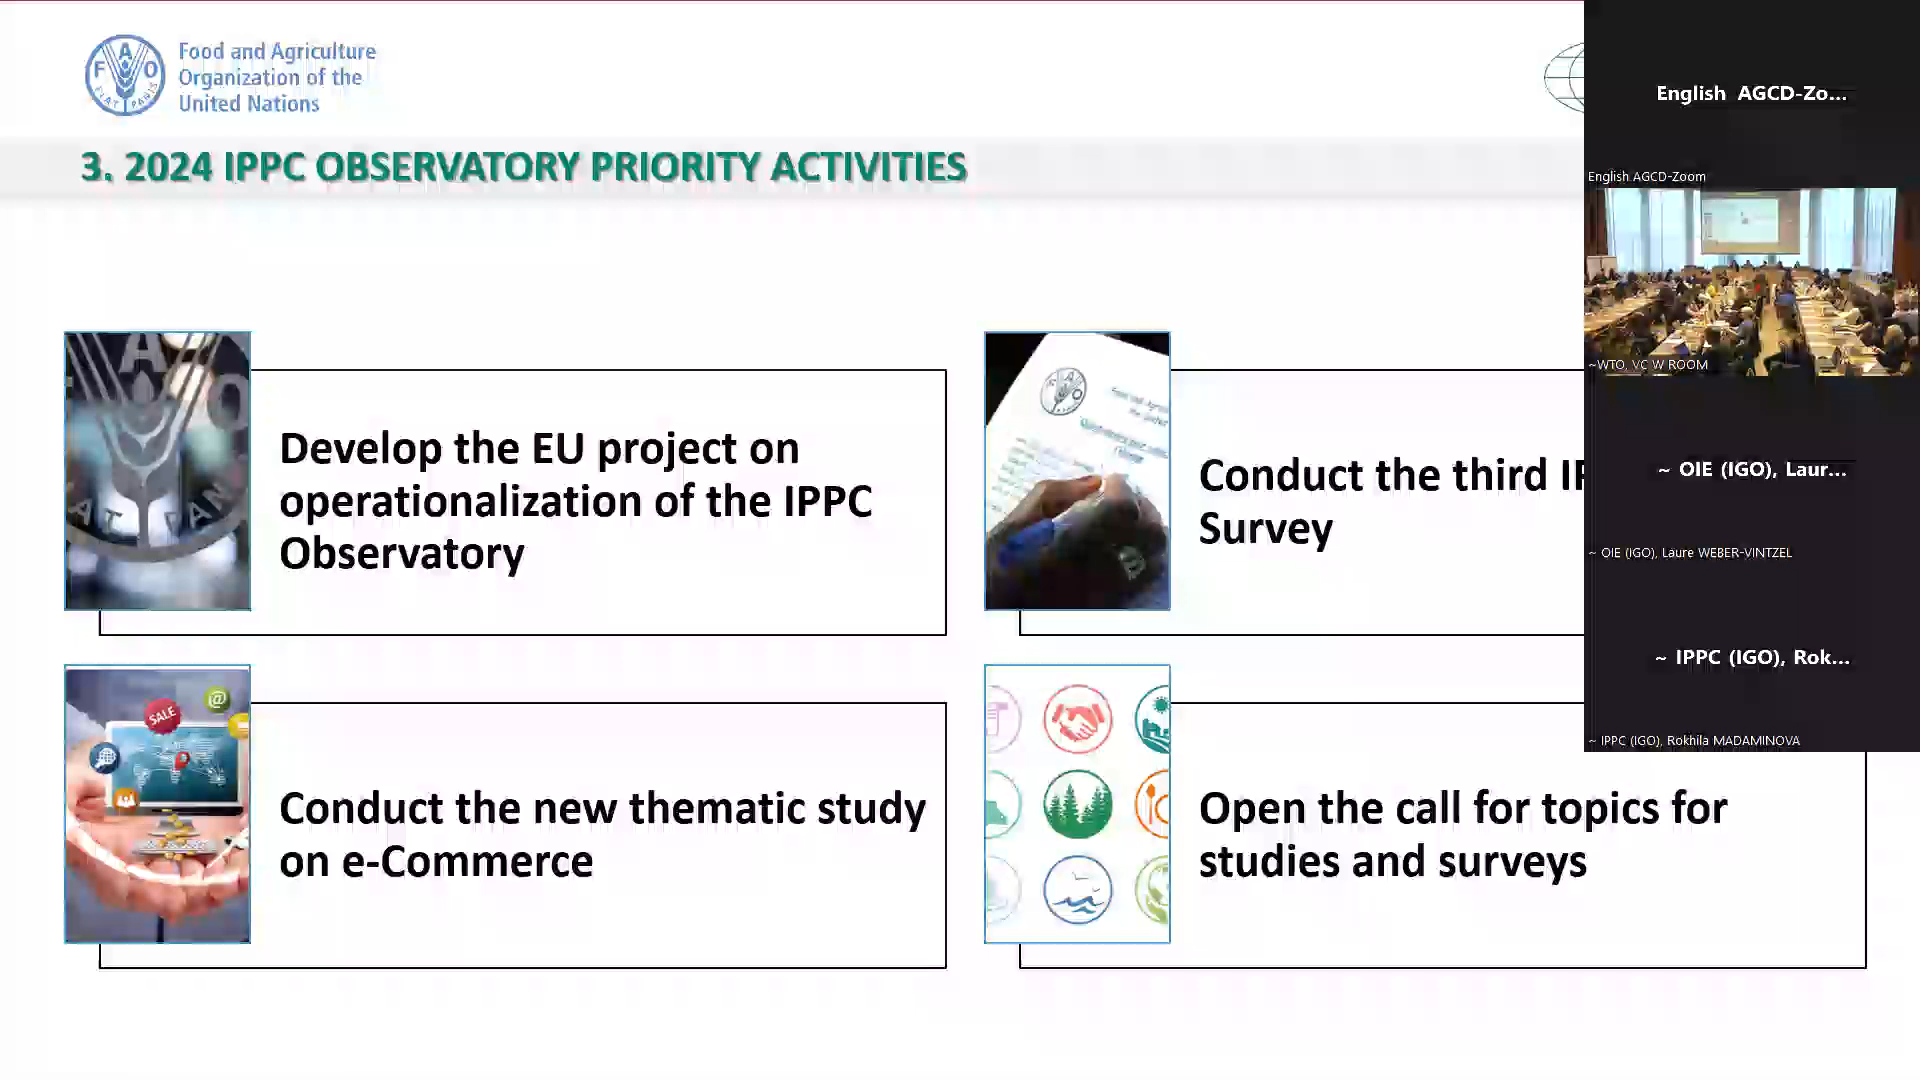 Food and Agriculture
Organization of the
United Nations
3. 2024 IPPC OBSERVATORY PRIORITY ACTIVITIES
Develop the EU project on
operationalization of the IPPC
Observatory
Conduct the third
Survey
Conduct the new thematic study
on e-Commerce
SALE
@
Open the call for topics for
studies and surveys
English AGCD-Zo...
English AGCD-Zoom
~WTO, VC W ROOM
~ OIE (IGO), Laur...
~ OIE (IGO), Laure WEBER-VINTZEL
~ IPPC (IGO), Rok...
~ IPPC (IGO), Rokhila MADAMINOVA